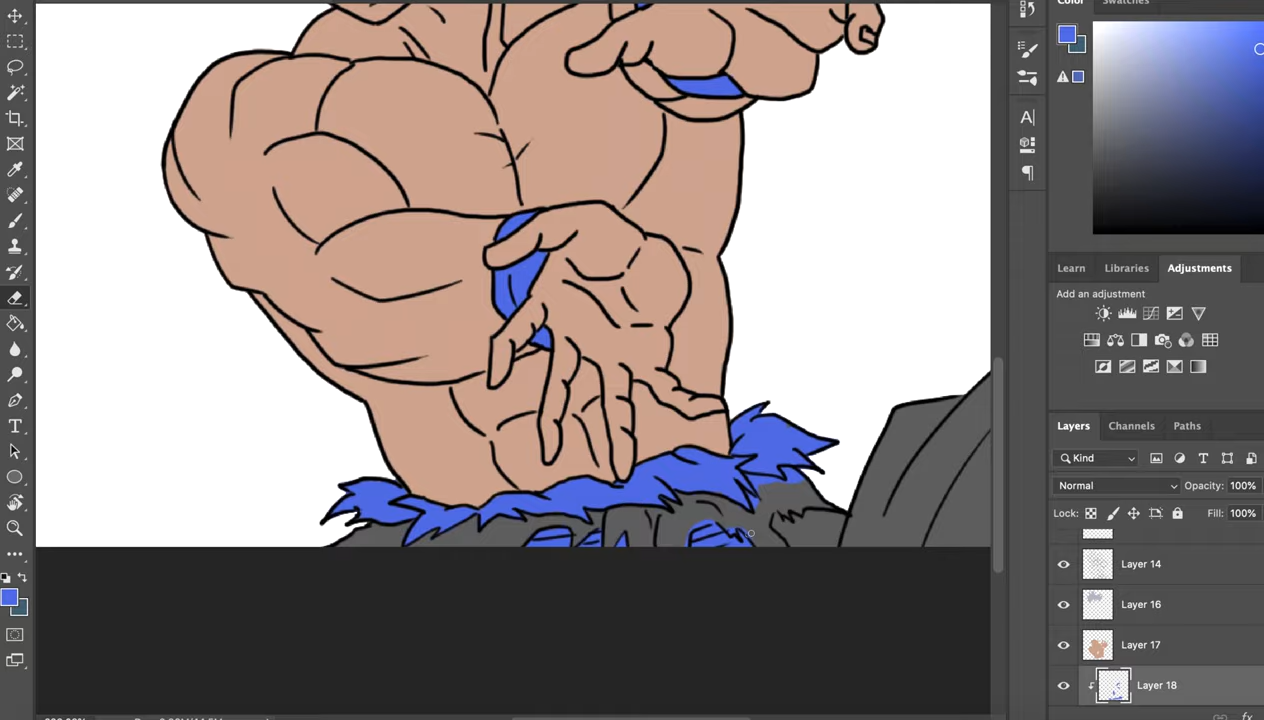 Color
Swatches
Learn
Libraries
Adjustments
Add an adjustment
Layers
Channels
Paths
Kind
Normal
Opacity: 100%
Lock:
Fill: 100%
Layer 14
Layer 16
Layer 17
Layer 18
fx